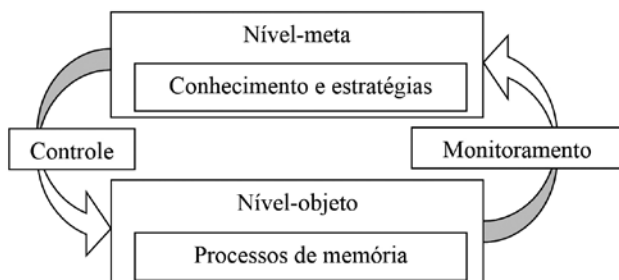 Nível-meta
Conhecimento e estratégias
Controle
Monitoramento
Nível-objeto
Processos de memória